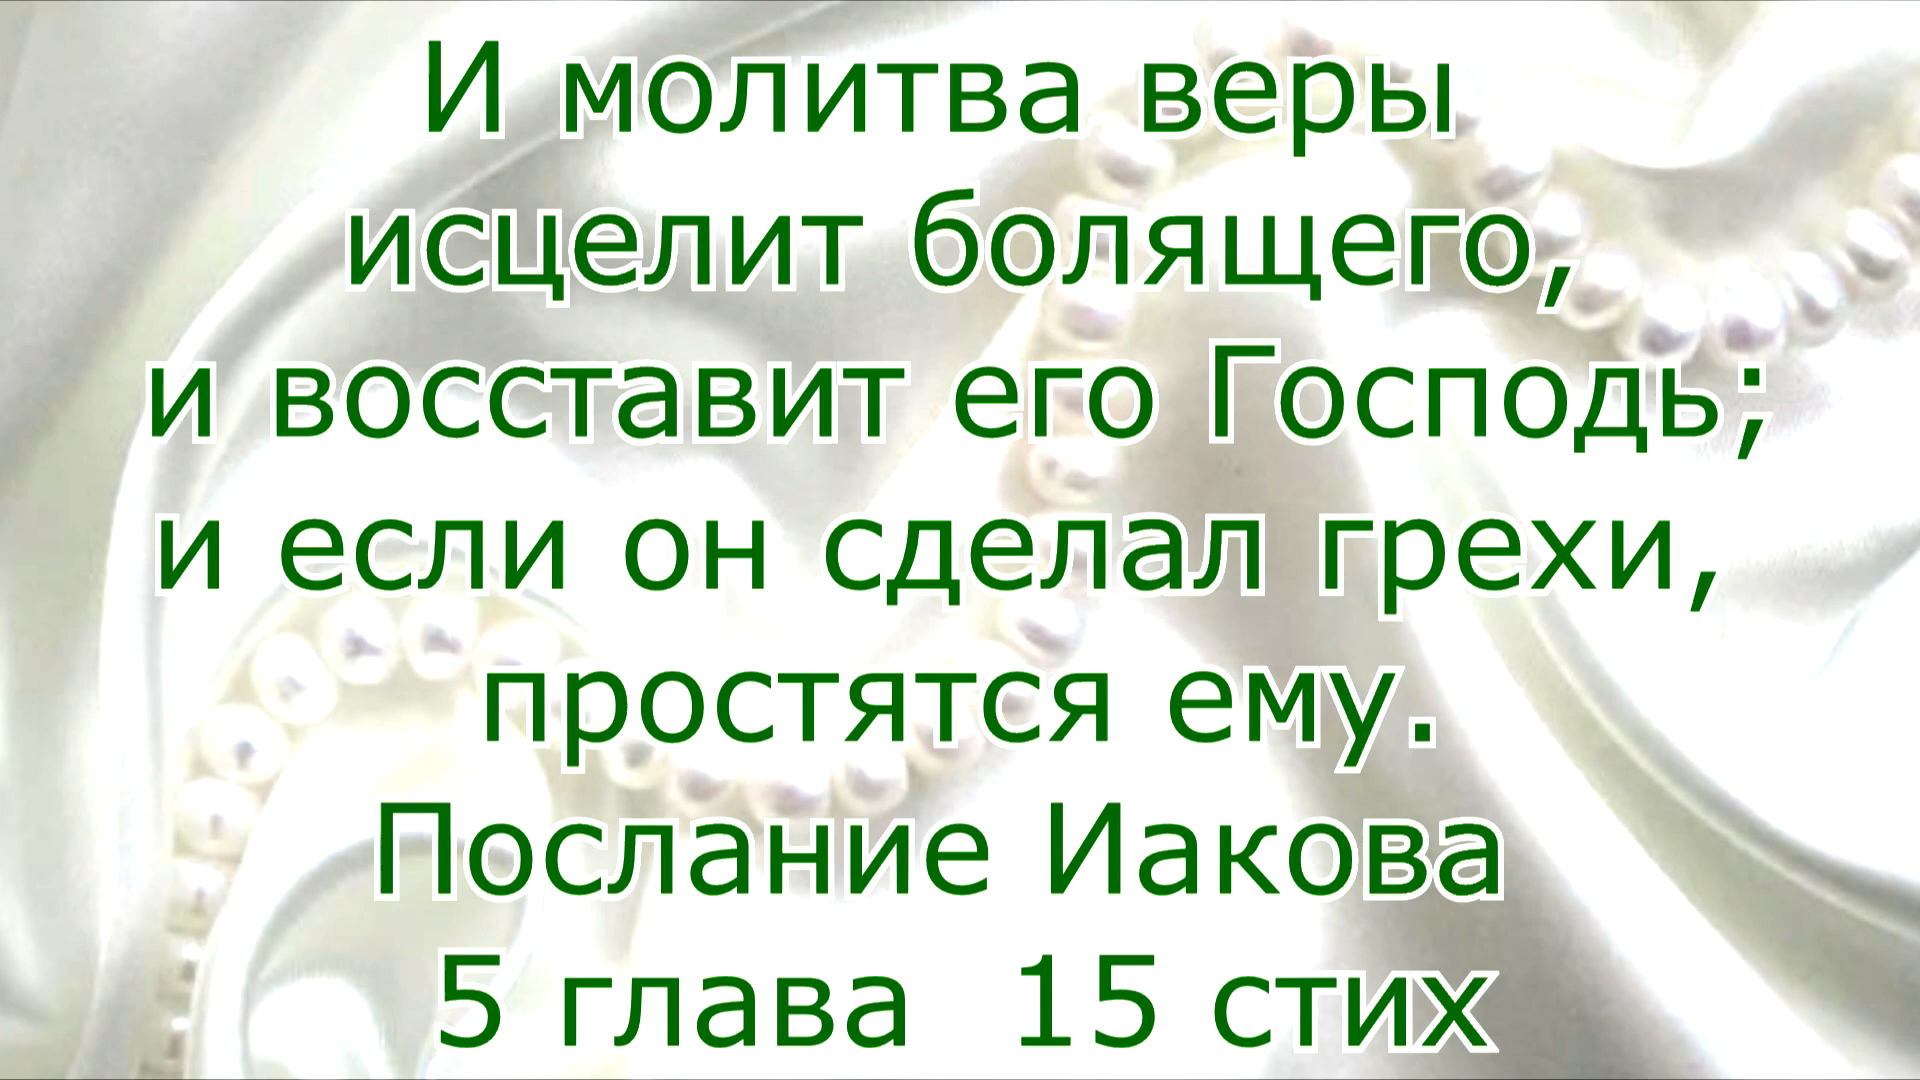 И молитва веры
исцелит болящего,
и восставит его Господь;
и если он сделал грехи,
простятся ему.
Послание Иакова
5 глава  15 стих